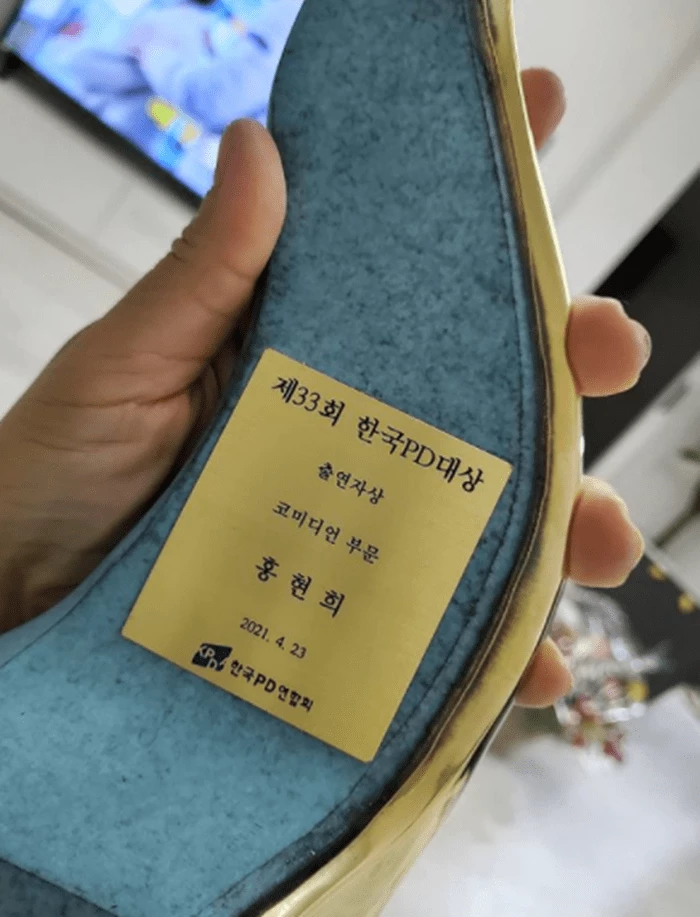 제33회 한국PD대상
출연자상
코미디언 부문
홍현희
2021. 4. 23
KPDA 한국PD연합회